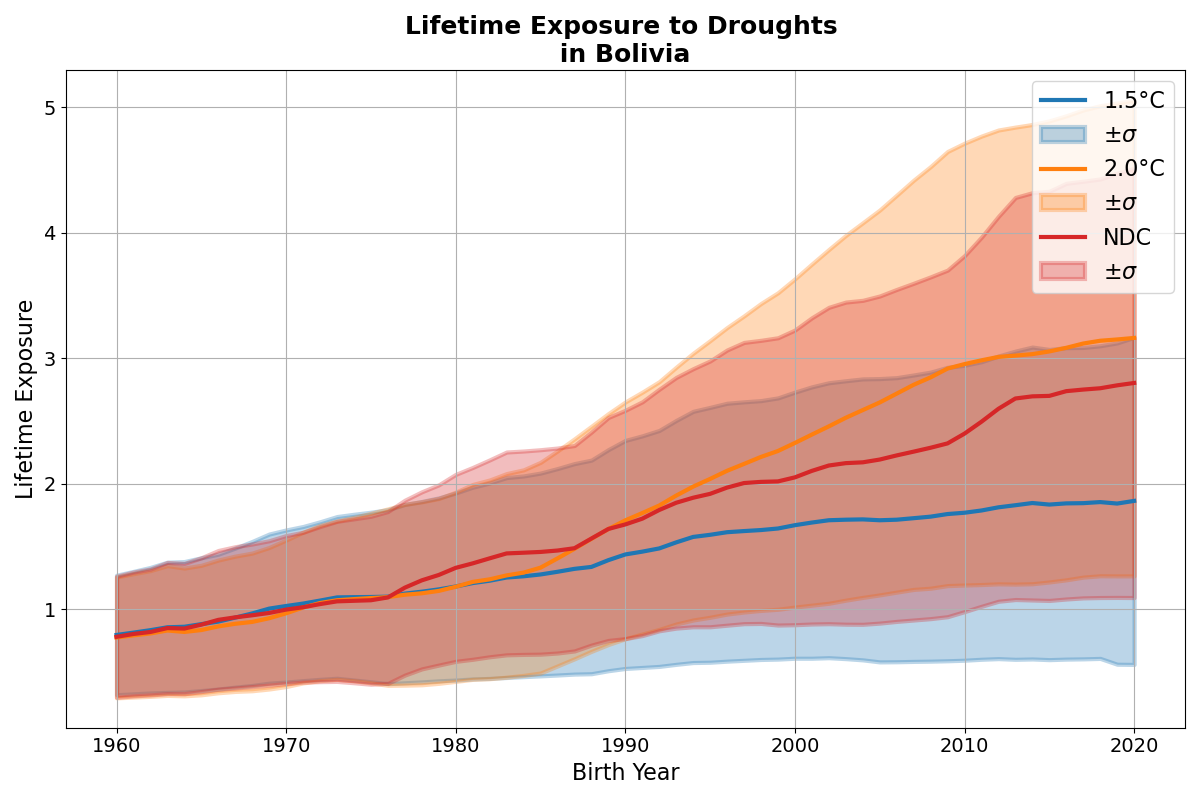 Lifetime Exposure to Droughts
in Bolivia
5
4
3
2
1
Lifetime Exposure
1960
1970
1980
1990
2000
2010
2020
Birth Year
1.5°C
±σ
2.0°C
±σ
NDC
±σ